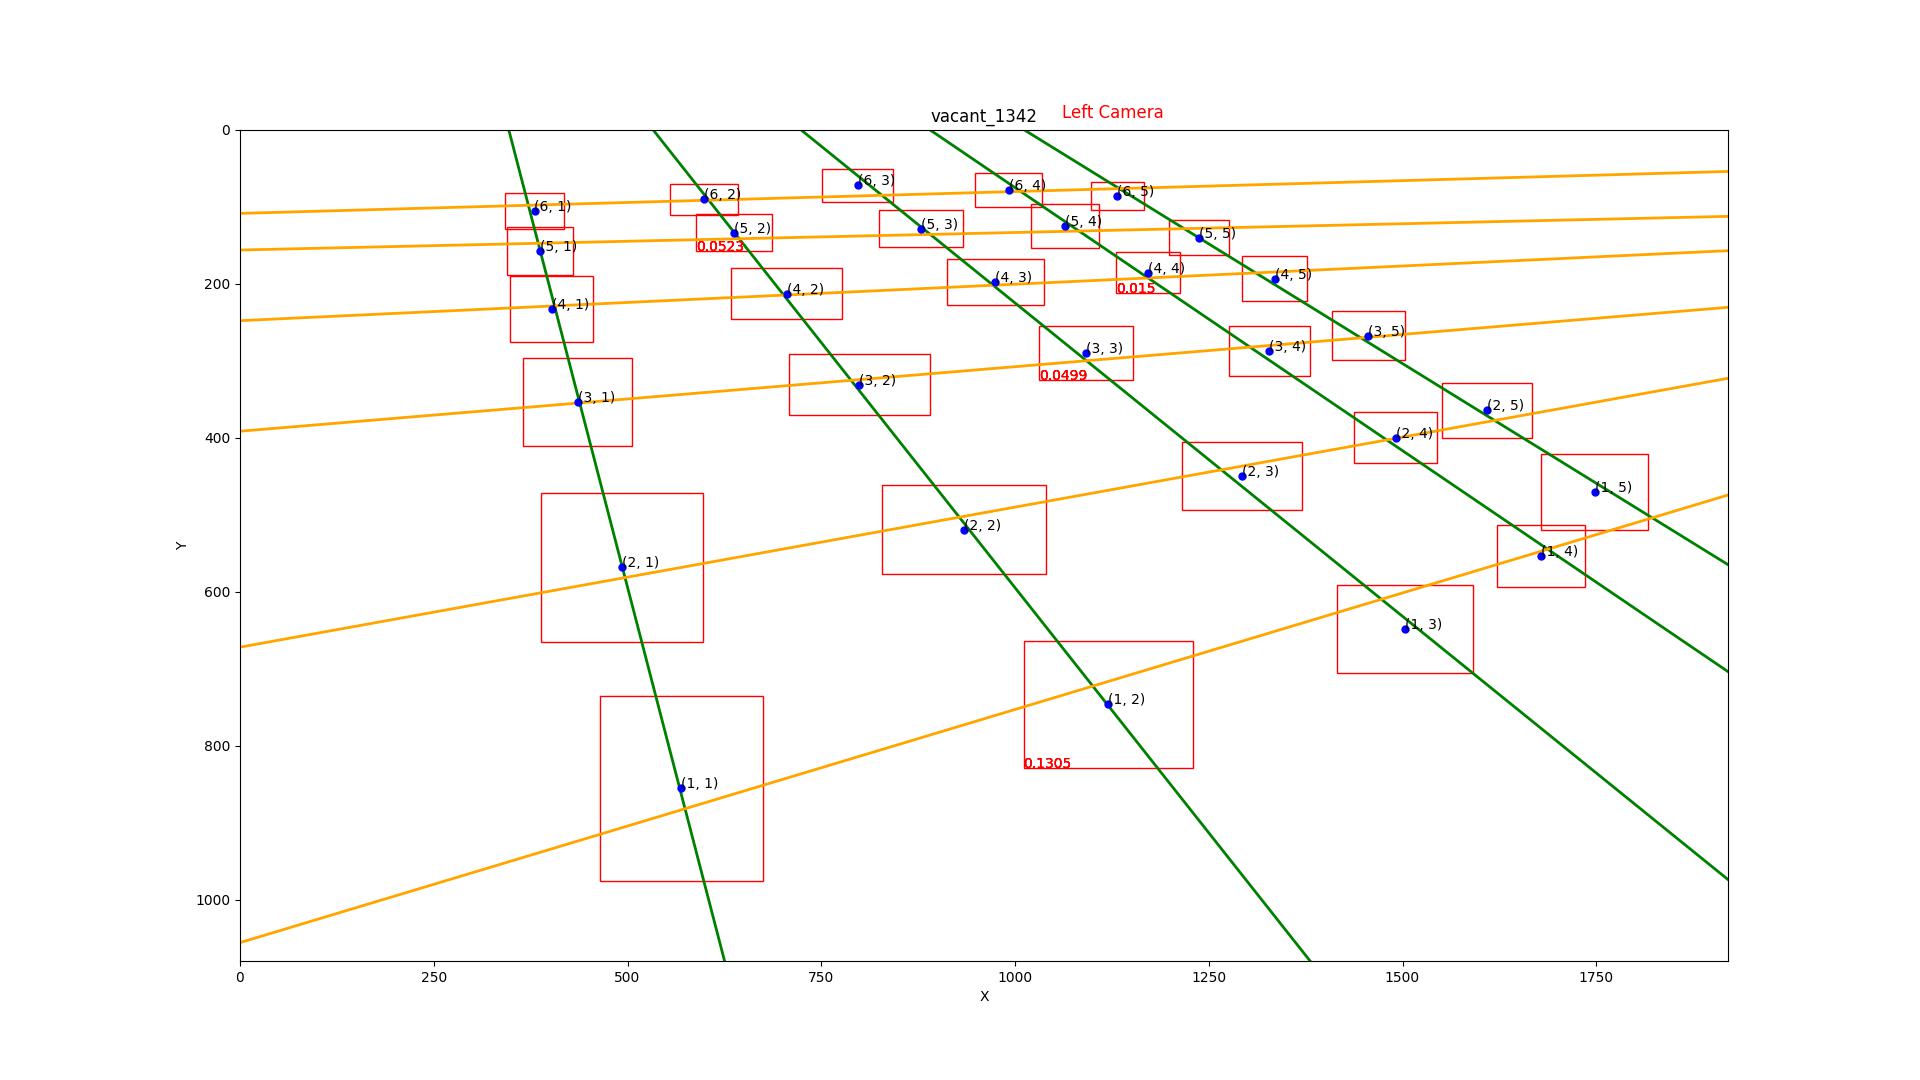 vacant_1342 Left Camera
0
200
400
600
800
1000
Y
(6, 1) (6, 2) (6, 3) (6, 4) (6, 5)
(5, 1) (5, 2) (5, 3) (5, 4) (5, 5)
0.0523
(4, 1) (4, 2) (4, 3) (4, 4) (4, 5)
0.015
(3, 1) (3, 2) (3, 3) (3, 4) (3, 5)
0.0499
(2, 1) (2, 2) (2, 3) (2, 4) (2, 5)
(1, 1) (1, 2) (1, 3) (1, 4) (1, 5)
0.1305
0 250 500 750 1000 1250 1500 1750
X